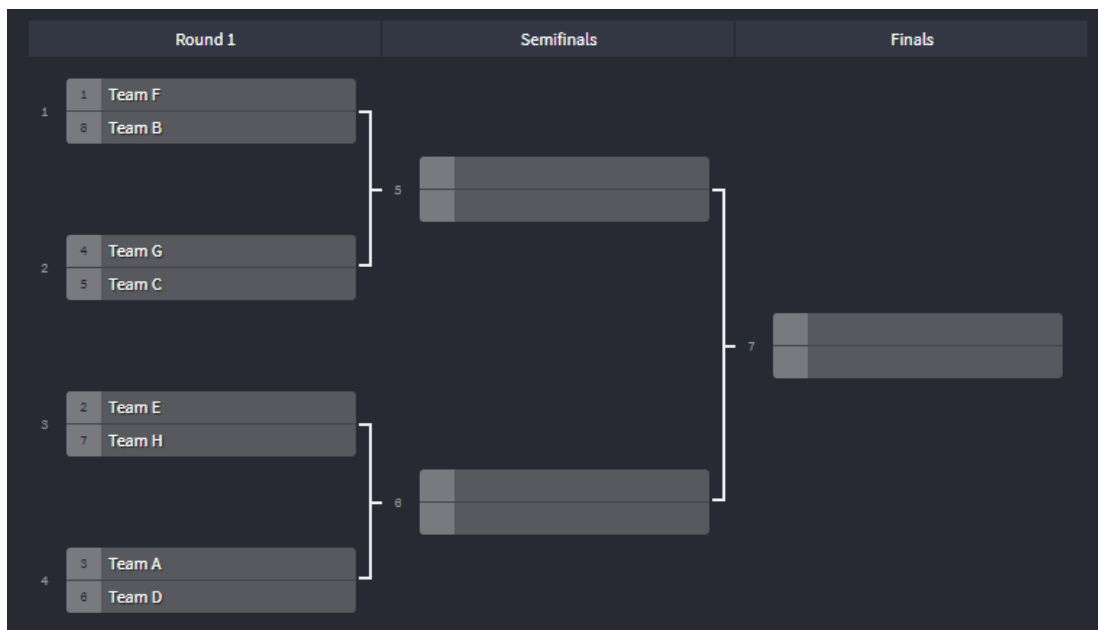 Round 1 Semifinals Finals
1 Team F
1
8 Team B
5
4 Team G
2
5 Team C
7
2 Team E
3
7 Team H
6
3 Team A
4
6 Team D